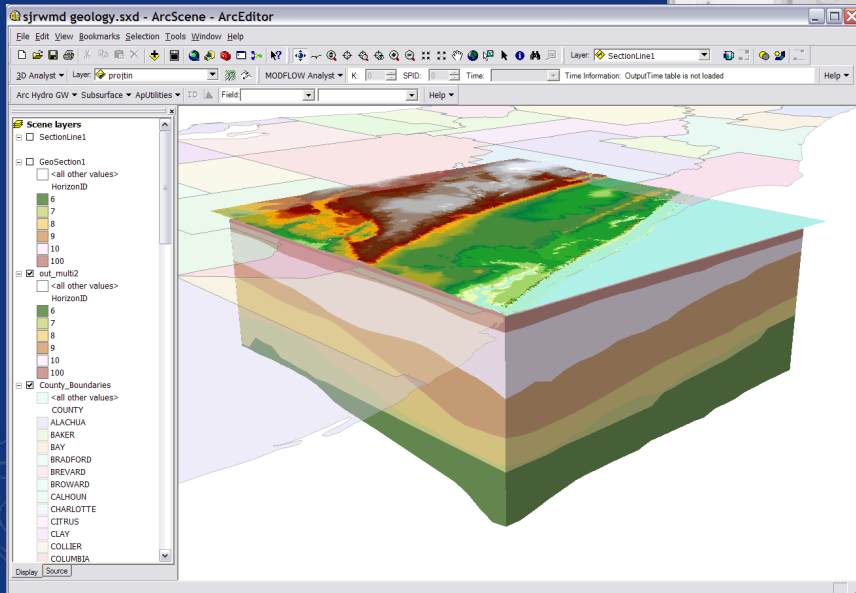 sjrwmd geology.sxd - ArcScene - ArcEditor
File Edit View Bookmarks Selection Tools Window Help
Layer: SectionLine1
3D Analyst Layer: projtin MODFLOW Analyst K: 0 SPID: 0 Time: Time Information: OutputTime table is not loaded Help
Arc Hydro GW Subsurface ApUtilities ID Field: Help
Scene layers
SectionLine1
GeoSection1
<all other values>
HorizonID
6
7
8
9
10
100
out_multi2
<all other values>
HorizonID
6
7
8
9
10
100
County_Boundaries
<all other values>
COUNTY
ALACHUA
BAKER
BAY
BRADFORD
BREVARD
BROWARD
CALHOUN
CHARLOTTE
CITRUS
CLAY
COLLIER
COLUMBIA
Display Source